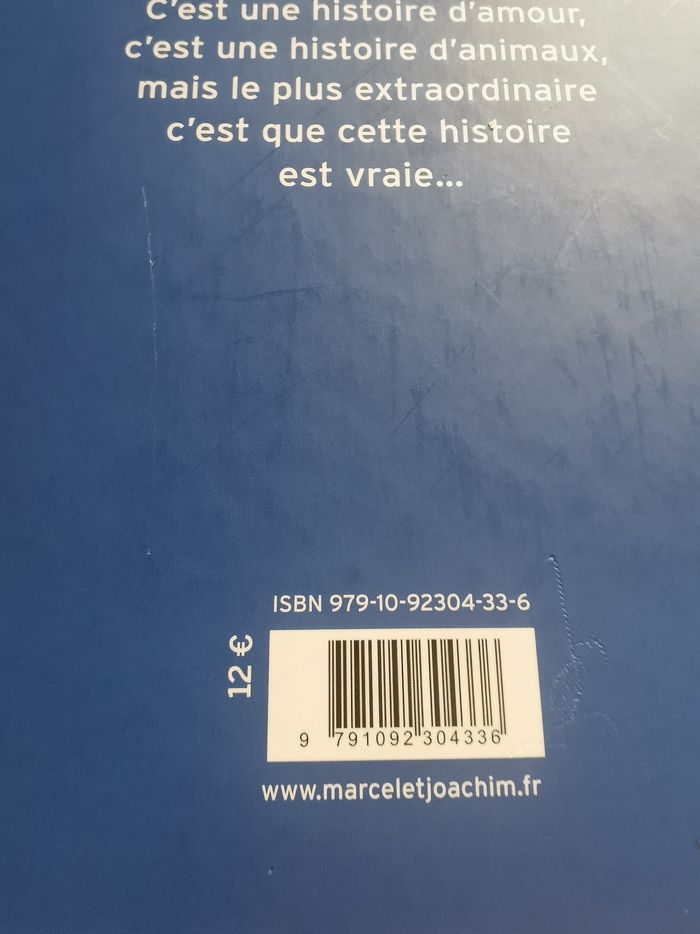 C'est une histoire d'amour,
c'est une histoire d'animaux,
mais le plus extraordinaire
c'est que cette histoire
est vraie...
ISBN 979-10-92304-33-6
12 €
9 791092 304336
www.marceletjoachim.fr